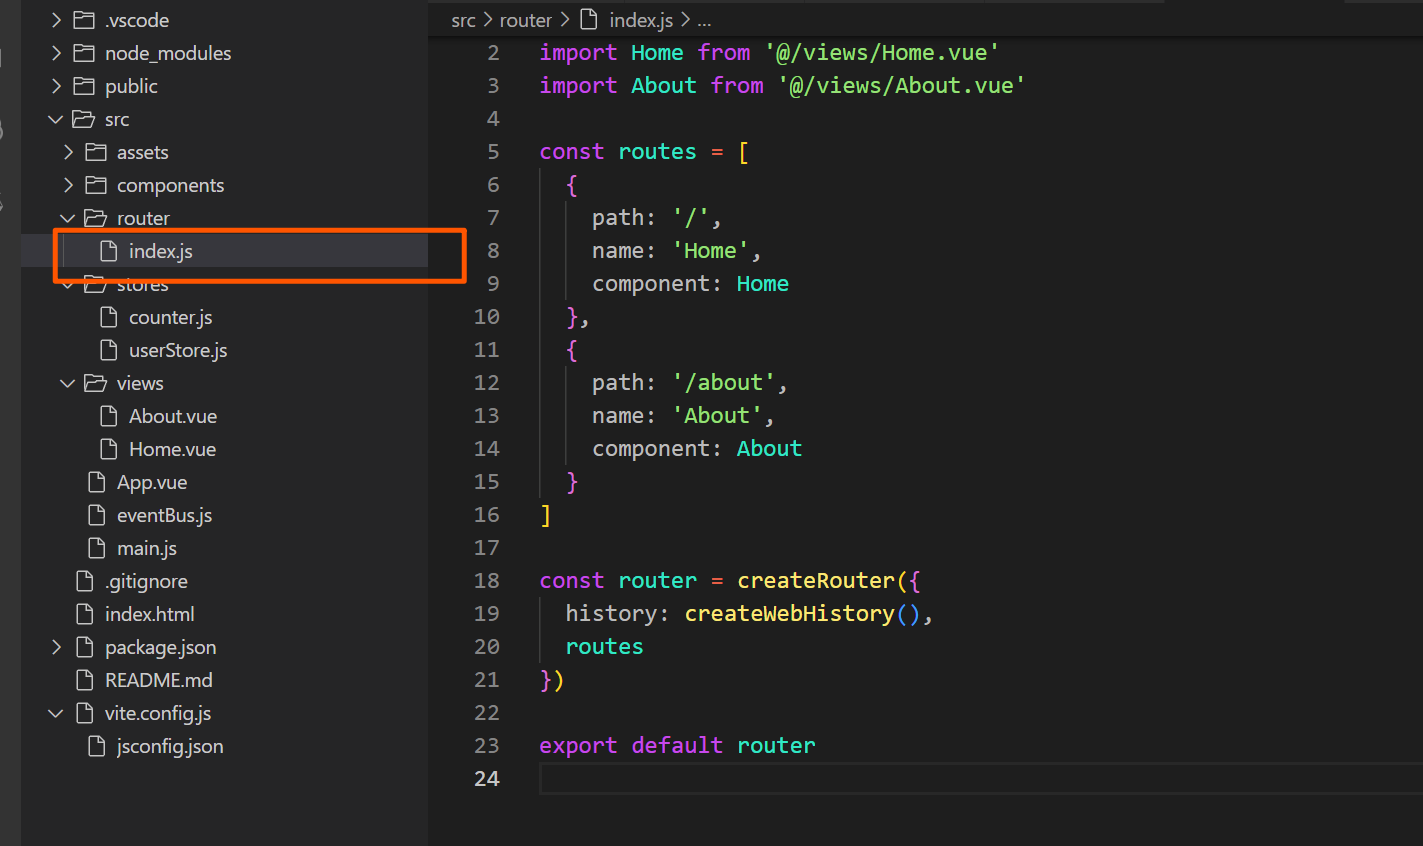 .vscode
node_modules
public
src
assets
components
router
index.js
stores
counter.js
userStore.js
views
About.vue
Home.vue
App.vue
eventBus.js
main.js
.gitignore
index.html
package.json
README.md
vite.config.js
jsconfig.json
src > router > index.js > ...
2 import Home from '@/views/Home.vue'
3 import About from '@/views/About.vue'
4
5 const routes = [
6 {
7 path: '/',
8 name: 'Home',
9 component: Home
10 },
11 {
12 path: '/about',
13 name: 'About',
14 component: About
15 }
16 ]
17
18 const router = createRouter({
19 history: createWebHistory(),
20 routes
21 })
22
23 export default router
24